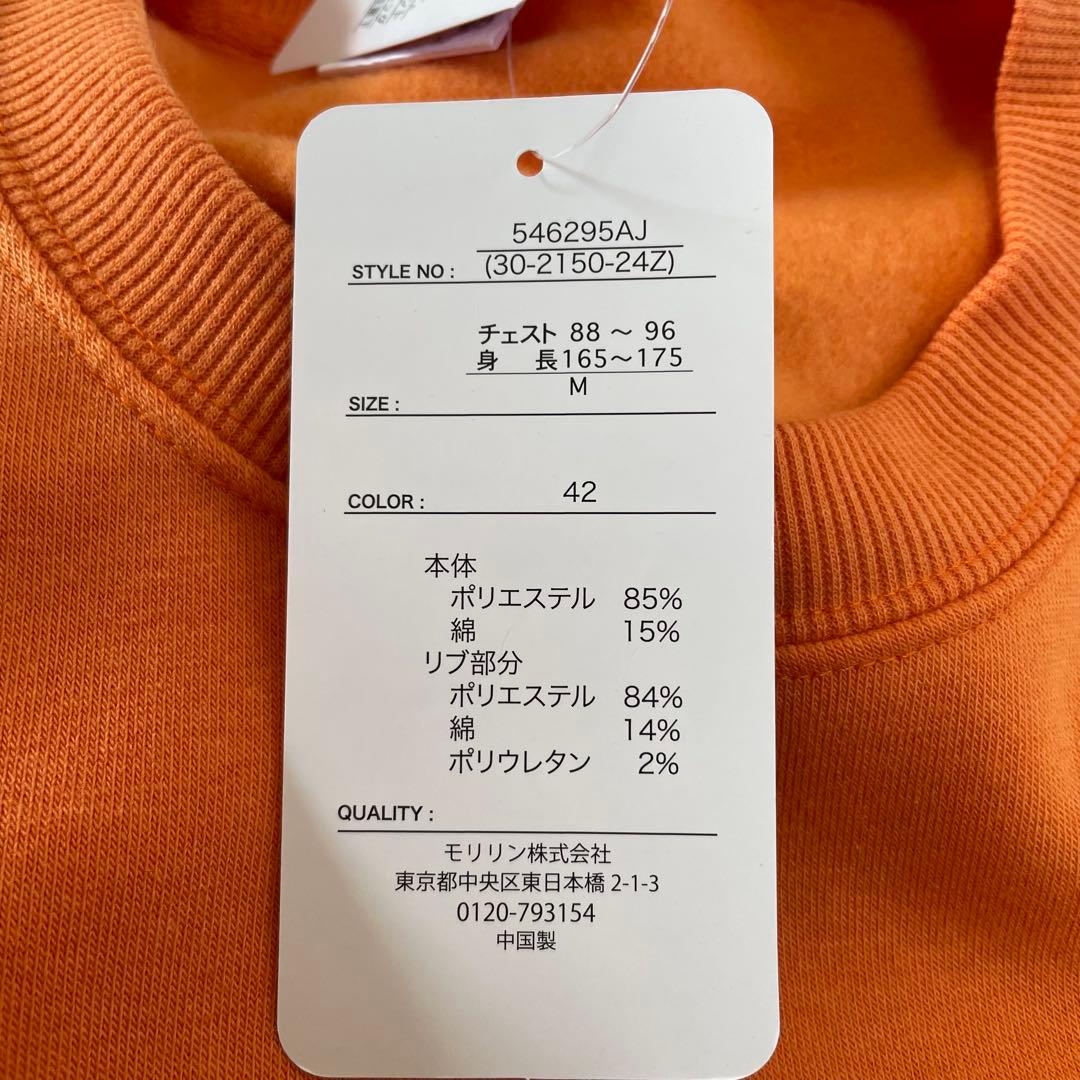 546295AJ
STYLE NO : (30-2150-24Z)
チェスト 88 ～ 96
身 長165～175
M
SIZE :
COLOR : 42
本体
ポリエステル 85%
綿 15%
リブ部分
ポリエステル 84%
綿 14%
ポリウレタン 2%
QUALITY :
モリリン株式会社
東京都中央区東日本橋 2-1-3
0120-793154
中国製